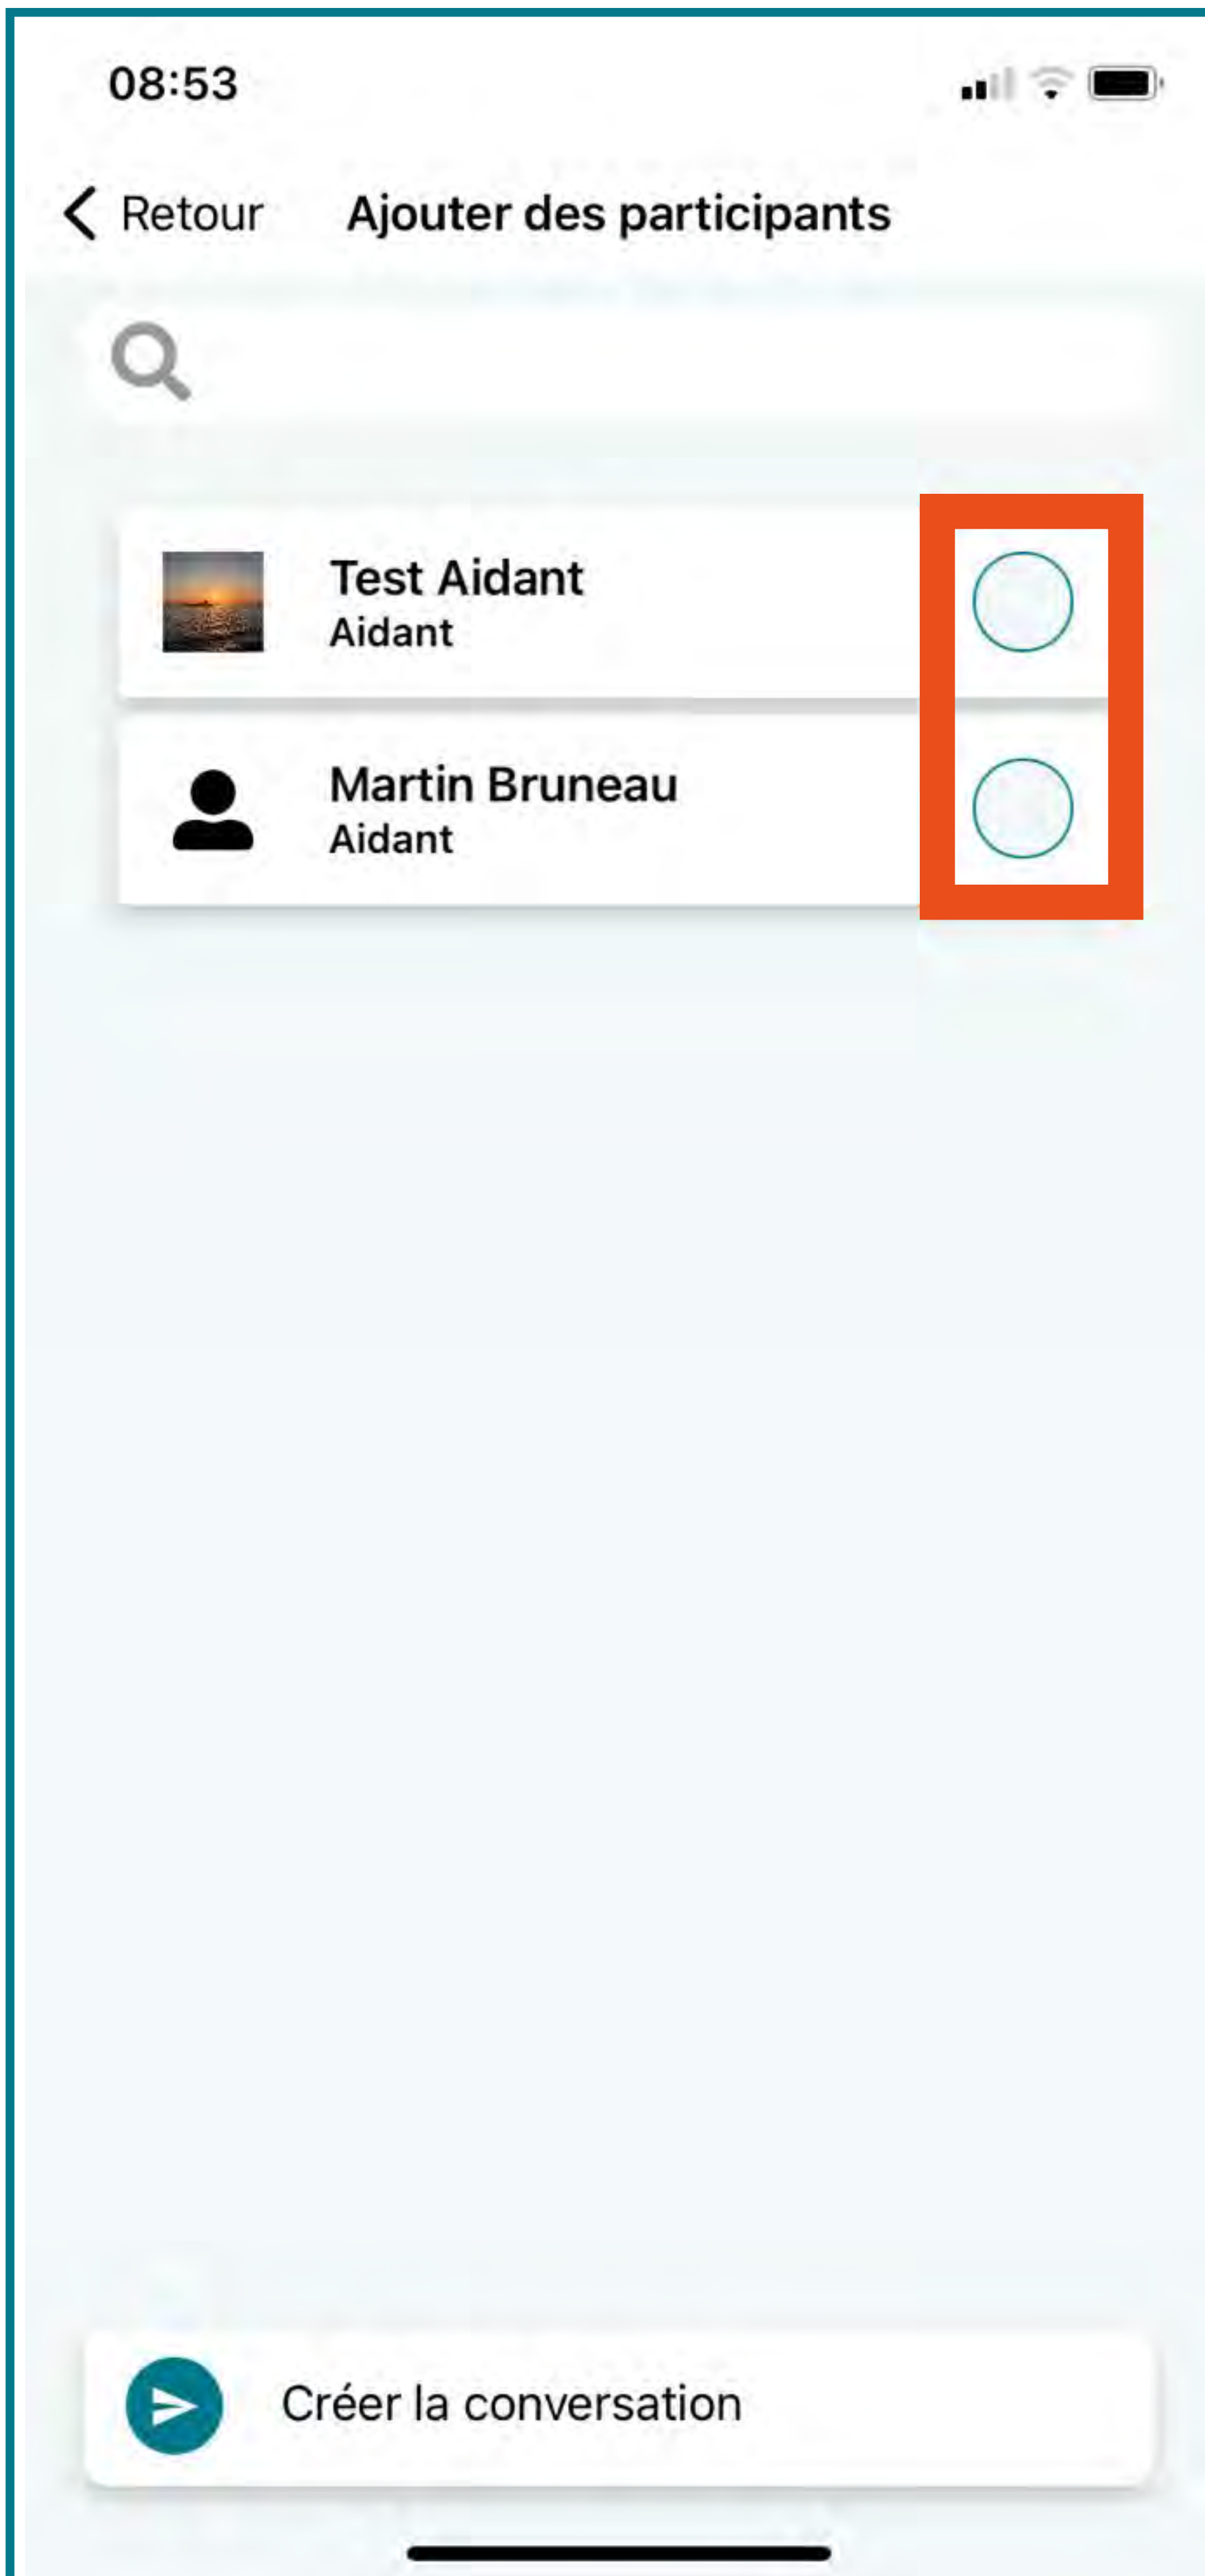 08:53
Retour Ajouter des participants
Test Aidant
Aidant
Martin Bruneau
Aidant
Créer la conversation